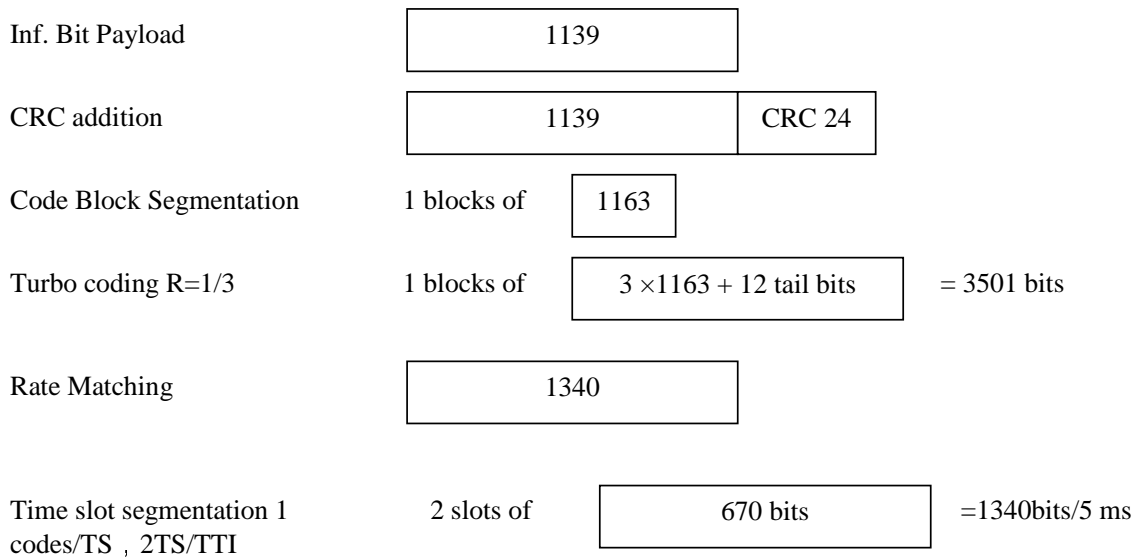 Inf. Bit Payload 1139
CRC addition 1139 CRC 24
Code Block Segmentation 1 blocks of 1163
Turbo coding R=1/3 1 blocks of 3 ×1163 + 12 tail bits = 3501 bits
Rate Matching 1340
Time slot segmentation 1 2 slots of 670 bits =1340bits/5 ms
codes/TS , 2TS/TTI